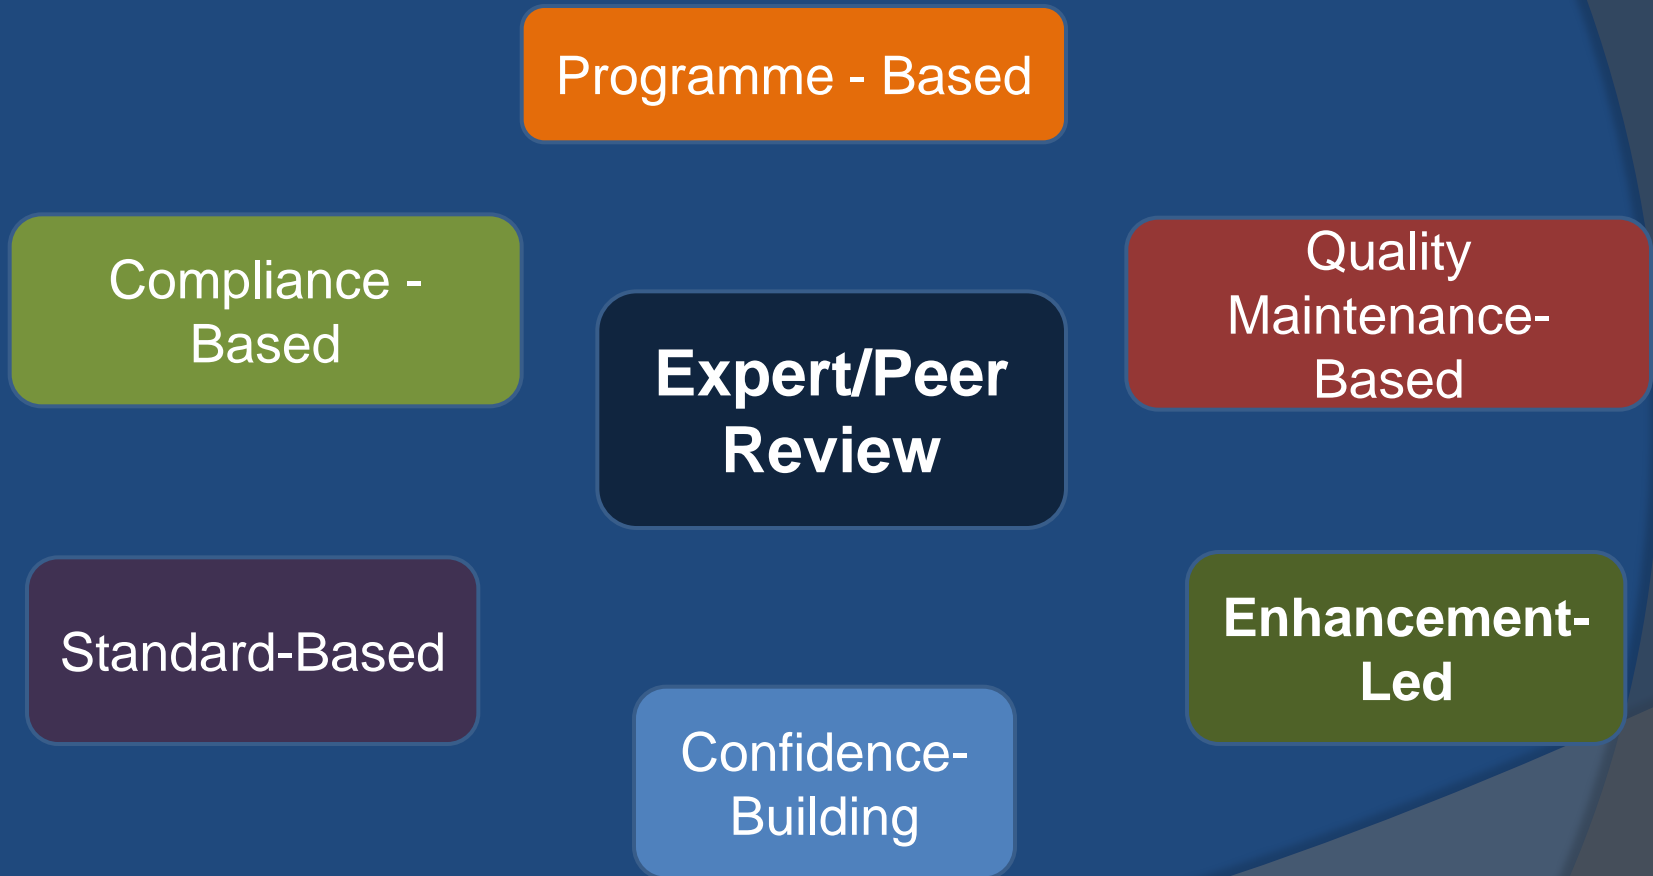 Programme - Based
Compliance -
Based
Quality
Maintenance-
Based
Expert/Peer
Review
Standard-Based
Enhancement-
Led
Confidence-
Building